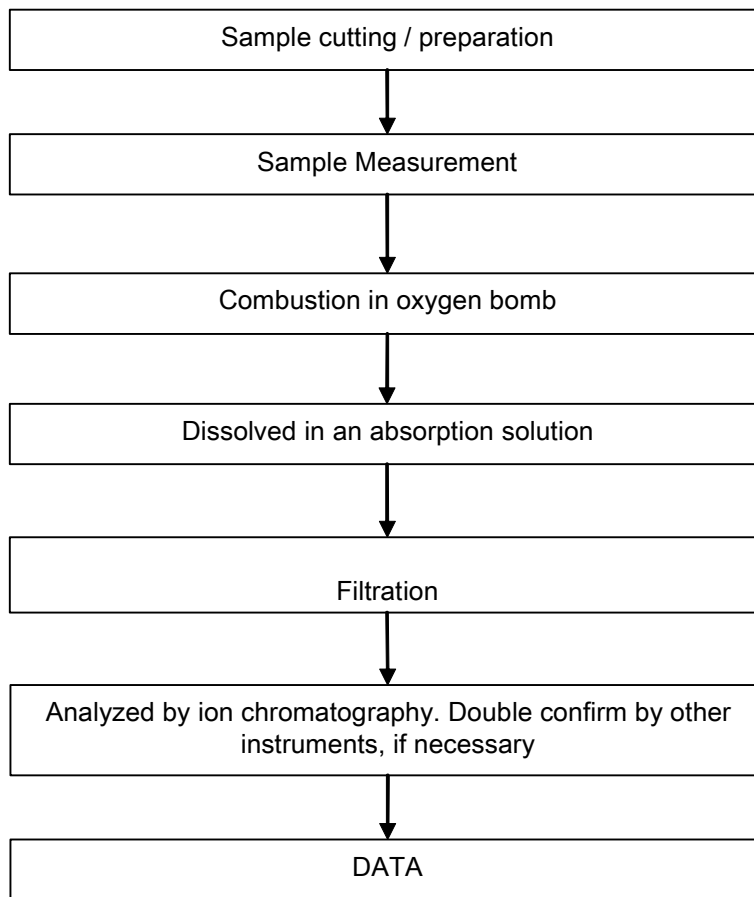 Sample cutting / preparation
Sample Measurement
Combustion in oxygen bomb
Dissolved in an absorption solution
Filtration
Analyzed by ion chromatography. Double confirm by other
instruments, if necessary
DATA